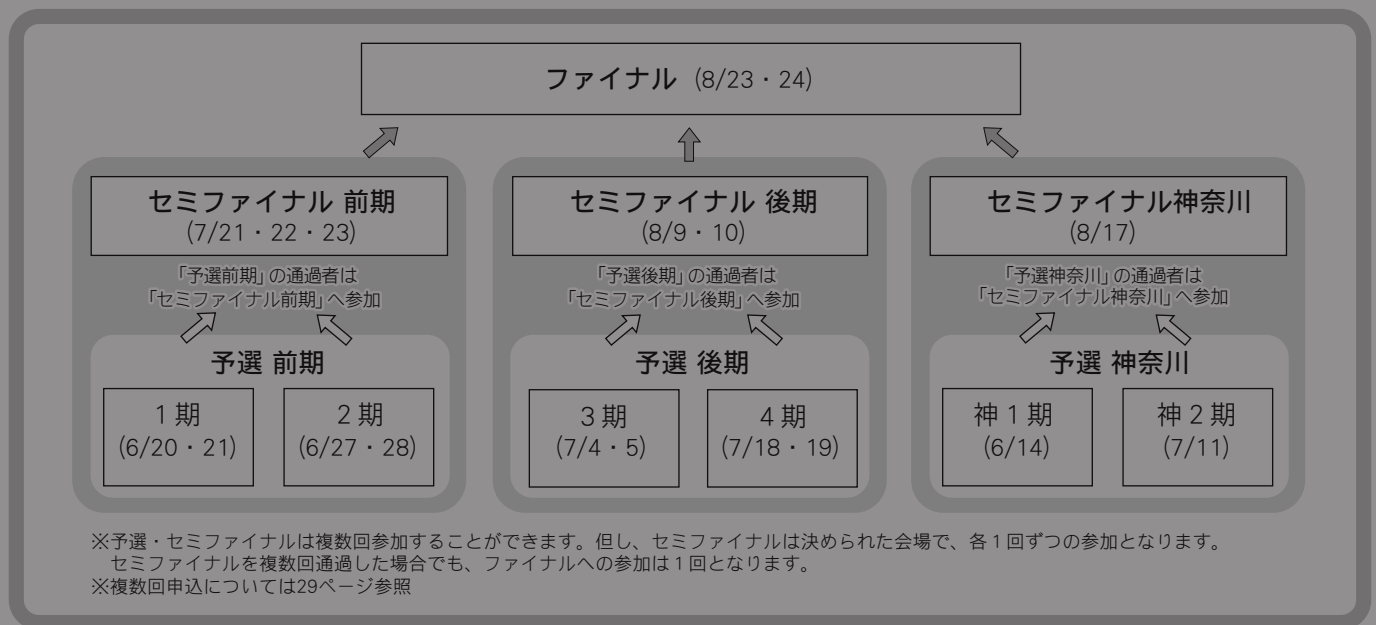 ファイナル (8/23・24)
セミファイナル 前期
(7/21・22・23)
「予選前期」の通過者は
「セミファイナル前期」へ参加
予選 前期
1期
(6/20・21)
2期
(6/27・28)
セミファイナル 後期
(8/9・10)
「予選後期」の通過者は
「セミファイナル後期」へ参加
予選 後期
3期
(7/4・5)
4期
(7/18・19)
セミファイナル神奈川
(8/17)
「予選神奈川」の通過者は
「セミファイナル神奈川」へ参加
予選 神奈川
神1期
(6/14)
神2期
(7/11)
※予選・セミファイナルは複数回参加することができます。但し、セミファイナルは決められた会場で、各1回ずつの参加となります。
セミファイナルを複数回通過した場合でも、ファイナルへの参加は1回となります。
※複数回申込については29ページ参照